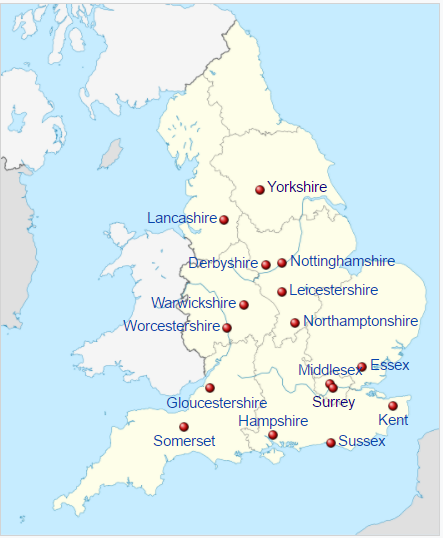 Yorkshire
Lancashire
Derbyshire
Nottinghamshire
Leicestershire
Warwickshire
Northamptonshire
Worcestershire
Middlesex
Essex
Gloucestershire
Surrey
Hampshire
Kent
Somerset
Sussex